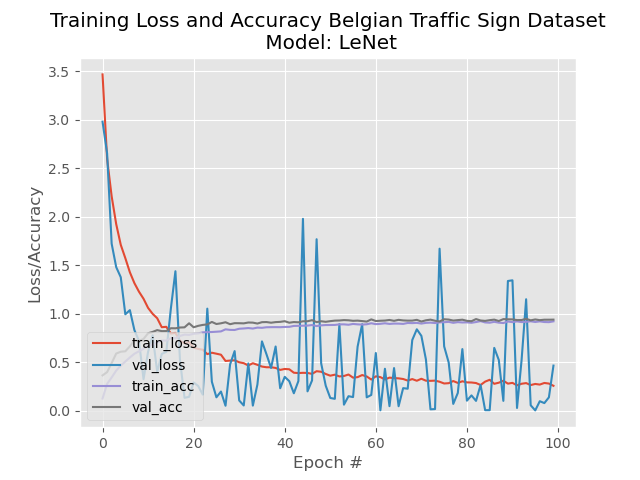 Training Loss and Accuracy Belgian Traffic Sign Dataset
Model: LeNet
3.5
3.0
2.5
2.0
1.5
1.0
0.5
0.0
Loss/Accuracy
train_loss
val_loss
train_acc
val_acc
0 20 40 60 80 100
Epoch #